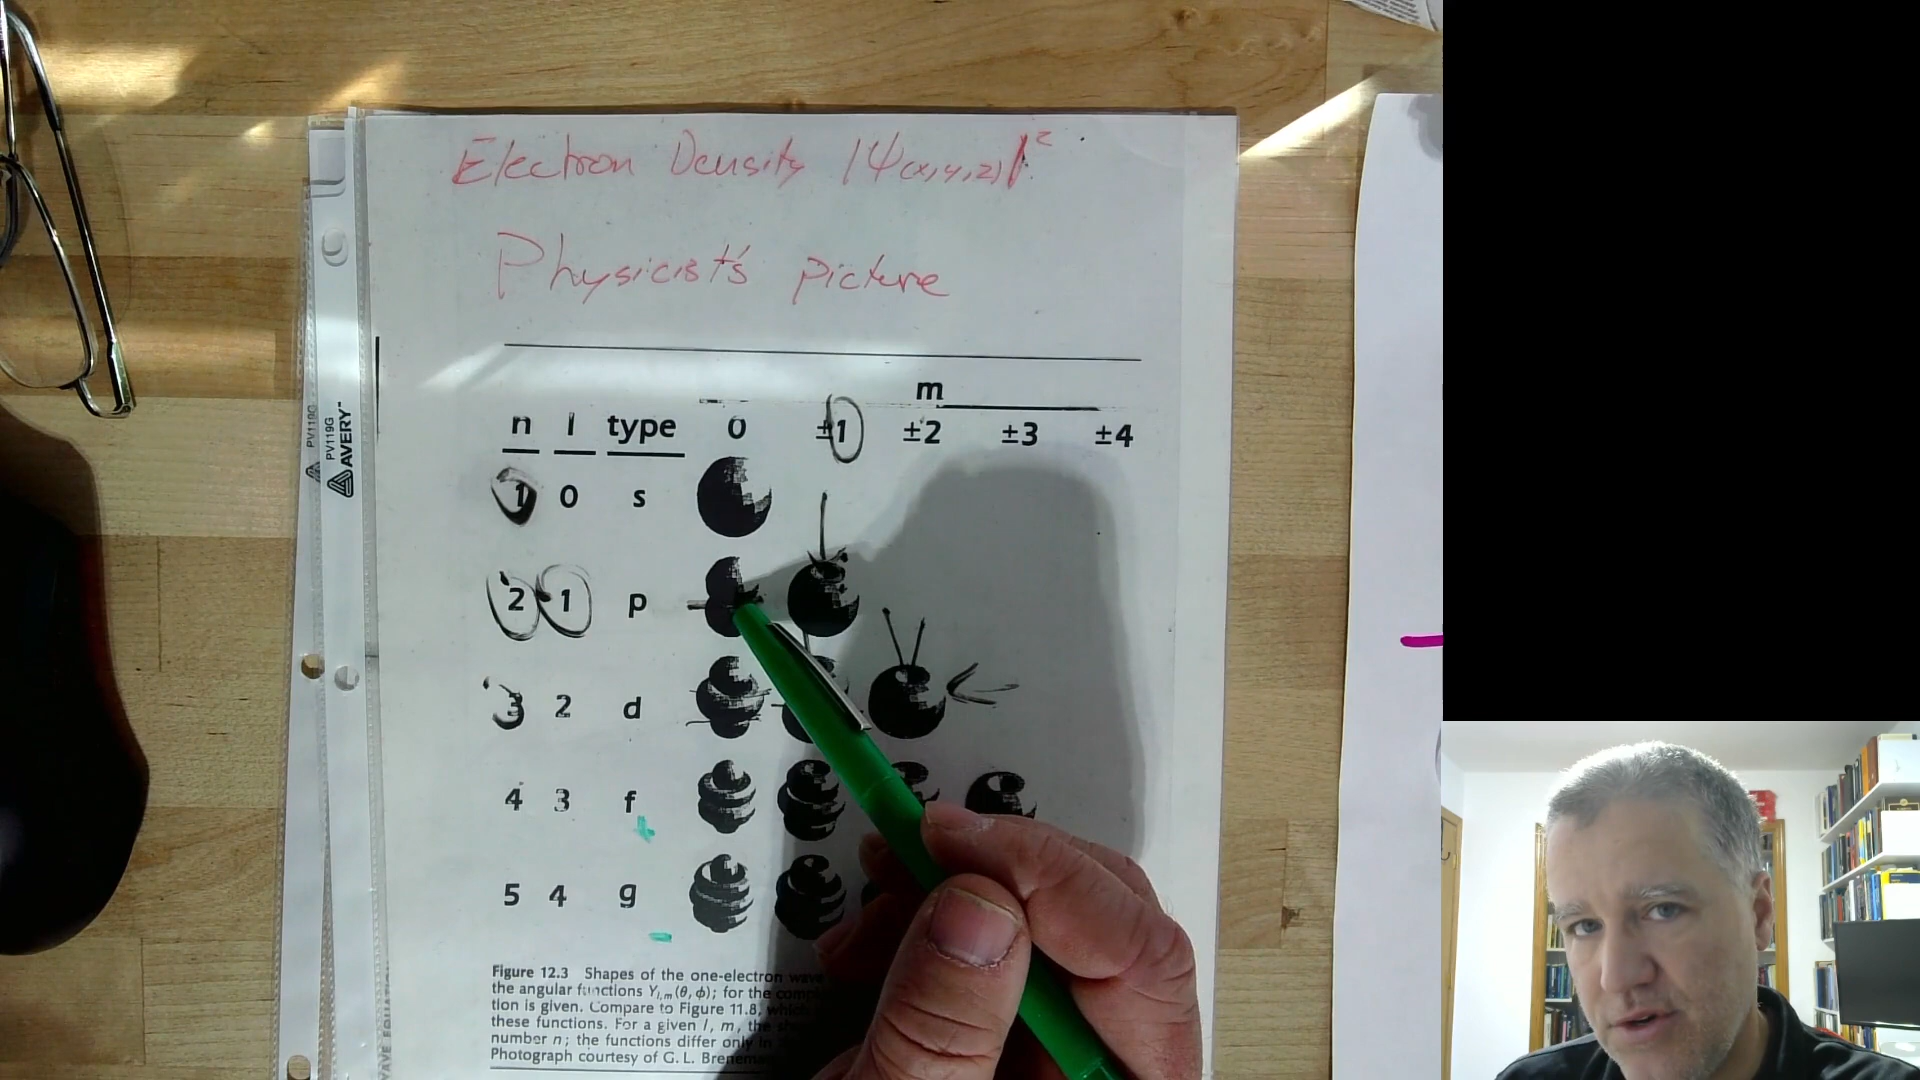 Electron Density |Ψ(x,y,z)|²
Physicist's picture
m
n l type 0 ±1 ±2 ±3 ±4
1 0 s
2 1 p
3 2 d
4 3 f
5 4 g
Figure 12.3 Shapes of the one-electron wave
the angular functions Yl,m(θ, φ); for the
tion is given. Compare to Figure 11.8,
these functions. For a given l, m, the
number n; the functions differ only
Photograph courtesy of G. L.
PV119G
PV119G
AVERY™